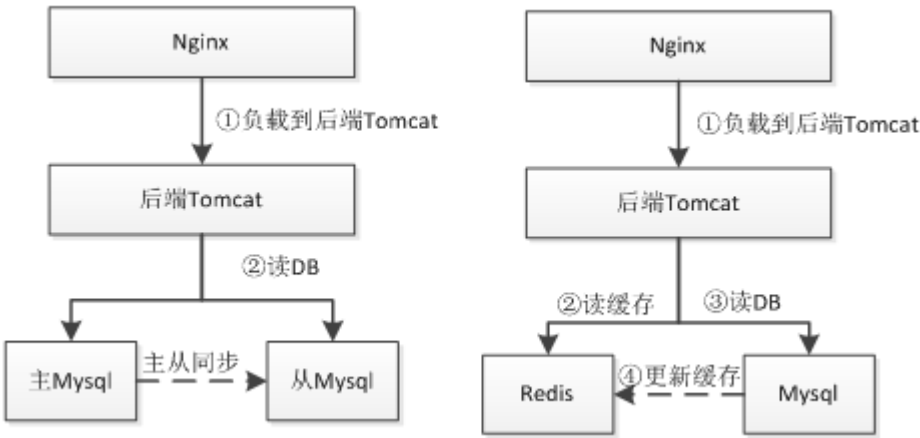 Nginx
①负载到后端Tomcat
后端Tomcat
②读DB
主Mysql
主从同步
从Mysql
Nginx
①负载到后端Tomcat
后端Tomcat
②读缓存
③读DB
Redis
④更新缓存
Mysql